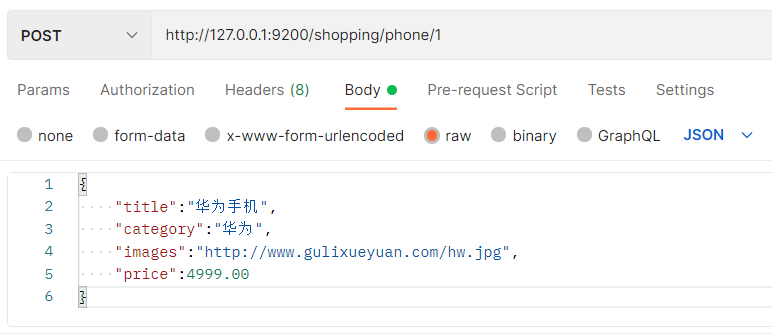 POST http://127.0.0.1:9200/shopping/phone/1
Params Authorization Headers (8) Body Pre-request Script Tests Settings
none form-data x-www-form-urlencoded raw binary GraphQL JSON
1 {
2 "title":"华为手机",
3 "category":"华为",
4 "images":"http://www.gulixueyuan.com/hw.jpg",
5 "price":4999.00
6 }